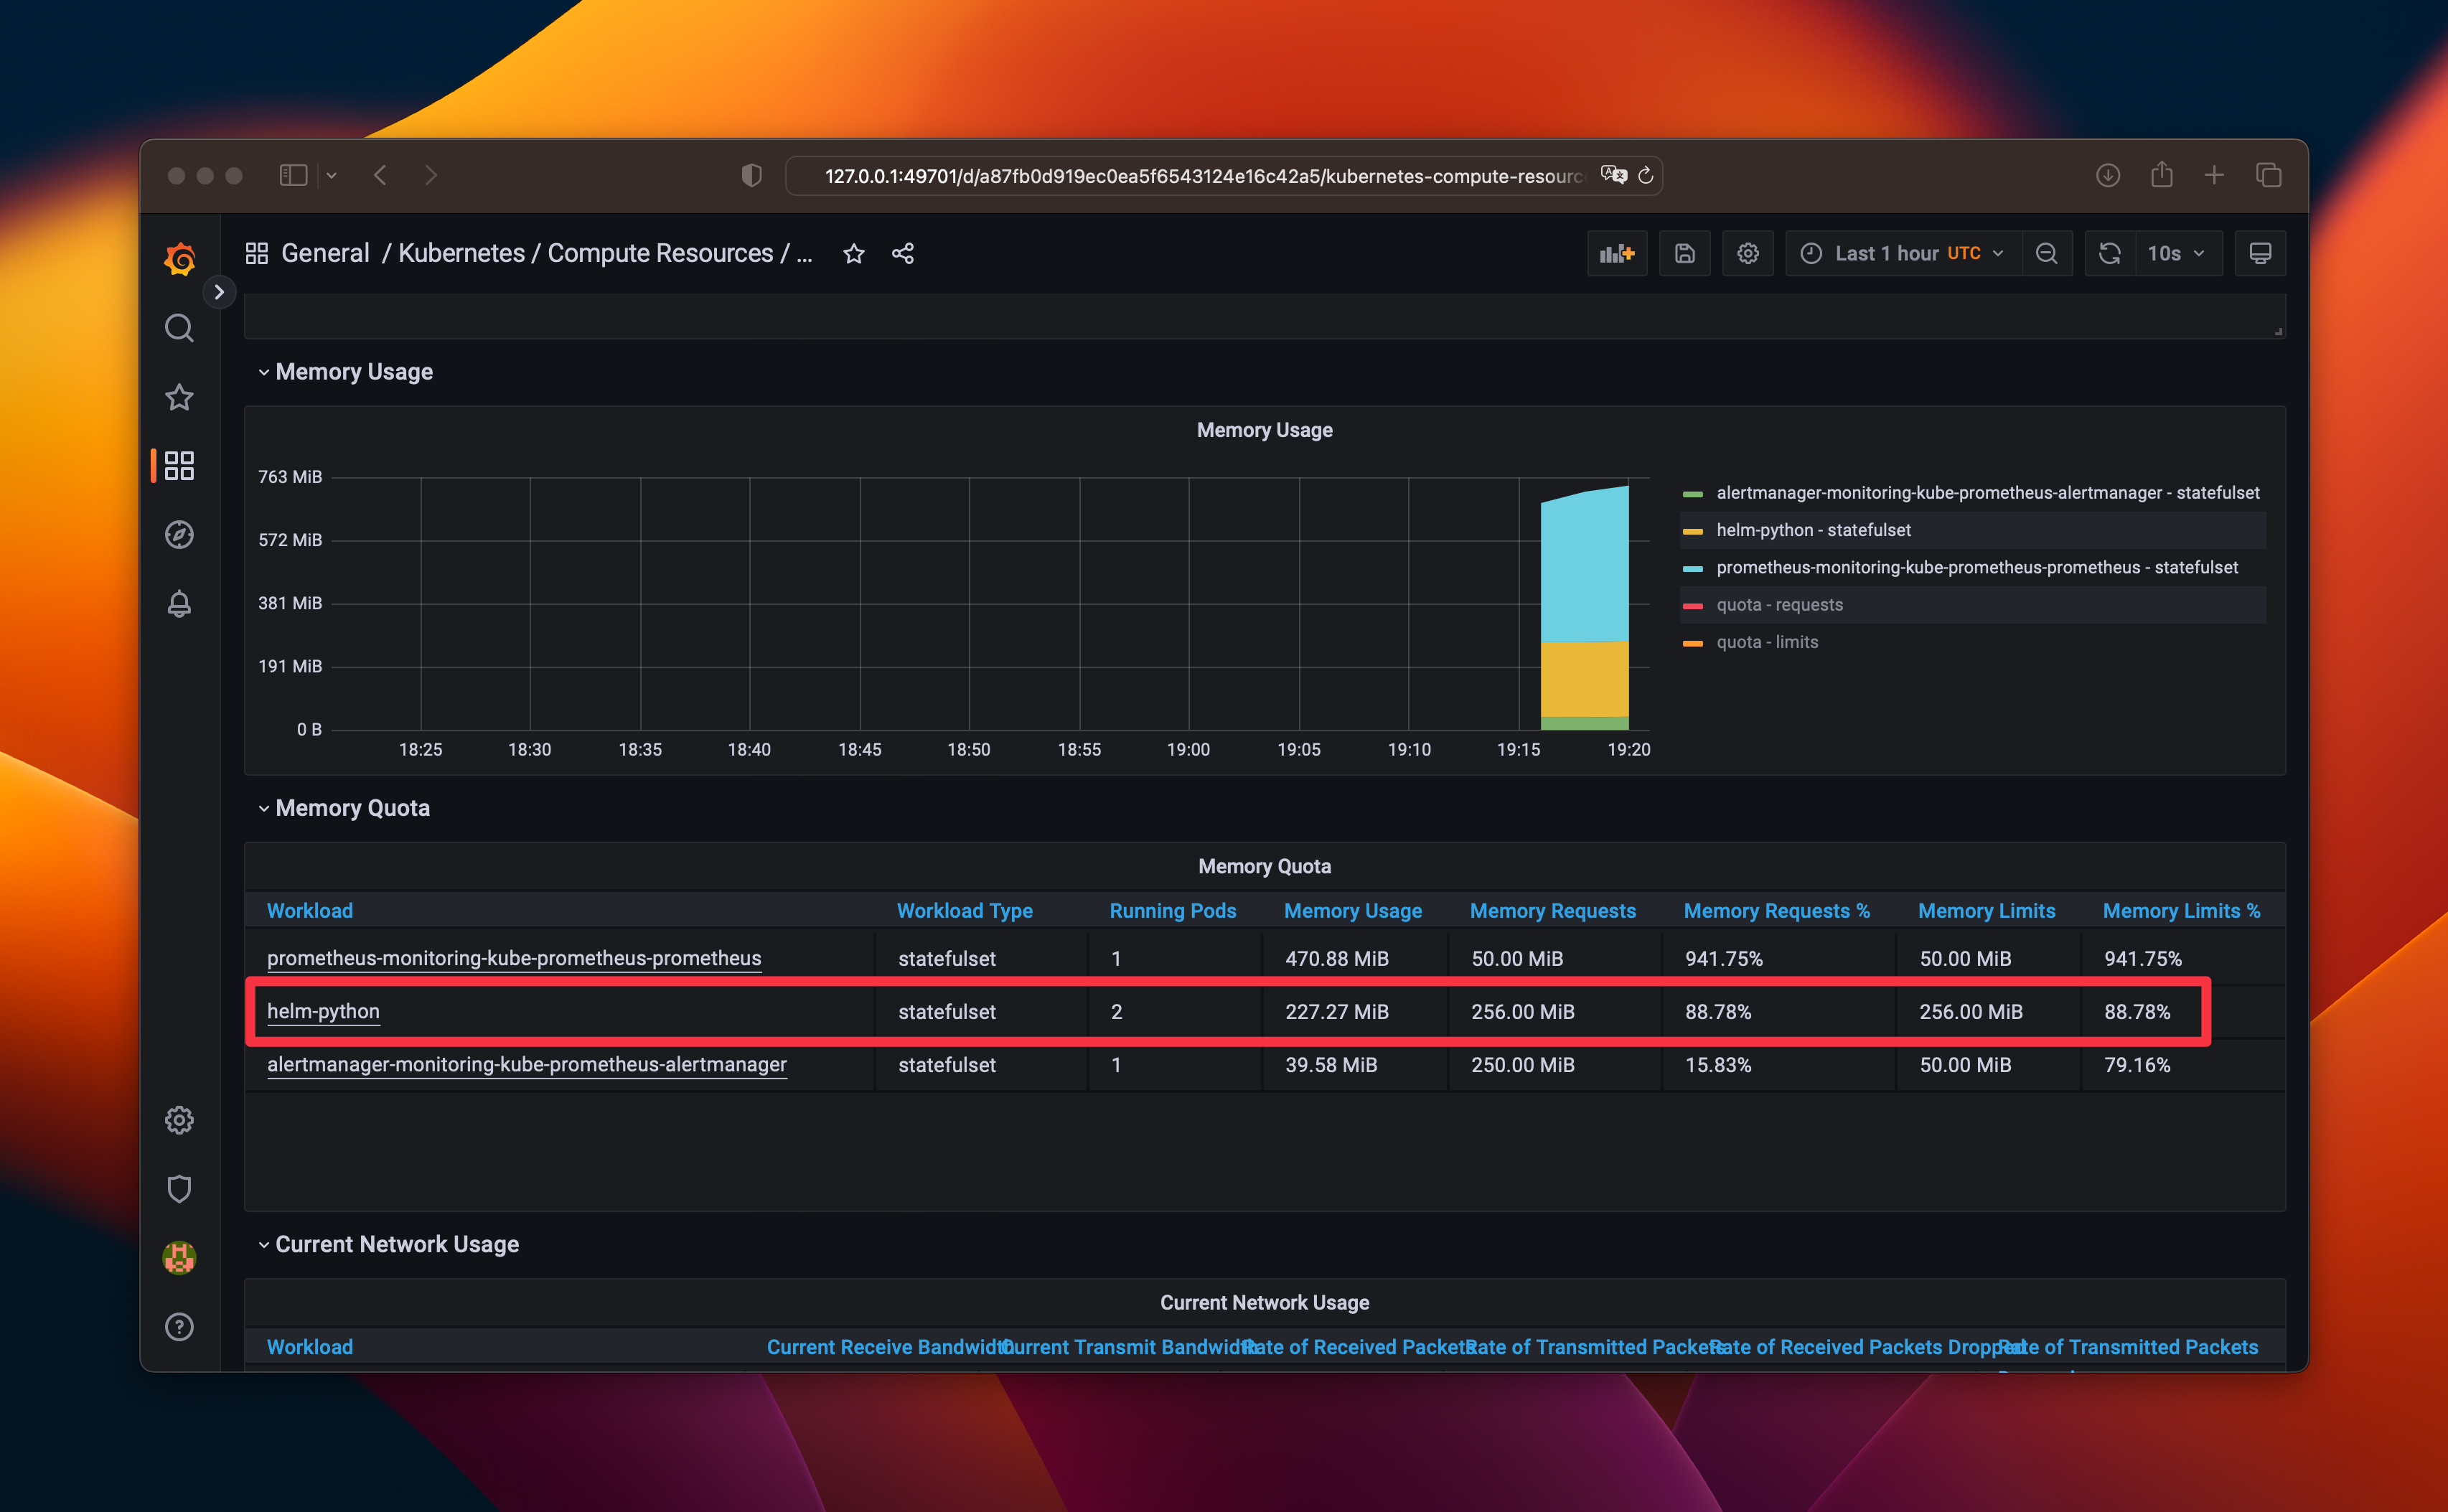 127.0.0.1:49701/d/a87fb0d919ec0ea5f6543124e16c42a5/kubernetes-compute-resourc
General / Kubernetes / Compute Resources / ...
Last 1 hour UTC
10s
Memory Usage
Memory Usage
763 MiB
572 MiB
381 MiB
191 MiB
0 B
18:25 18:30 18:35 18:40 18:45 18:50 18:55 19:00 19:05 19:10 19:15 19:20
alertmanager-monitoring-kube-prometheus-alertmanager - statefulset
helm-python - statefulset
prometheus-monitoring-kube-prometheus-prometheus - statefulset
quota - requests
quota - limits
Memory Quota
Memory Quota
Workload Workload Type Running Pods Memory Usage Memory Requests Memory Requests % Memory Limits Memory Limits %
prometheus-monitoring-kube-prometheus-prometheus statefulset 1 470.88 MiB 50.00 MiB 941.75% 50.00 MiB 941.75%
helm-python statefulset 2 227.27 MiB 256.00 MiB 88.78% 256.00 MiB 88.78%
alertmanager-monitoring-kube-prometheus-alertmanager statefulset 1 39.58 MiB 250.00 MiB 15.83% 50.00 MiB 79.16%
Current Network Usage
Current Network Usage
Workload Current Receive Bandwidth Current Transmit Bandwidth Rate of Received Packets Rate of Transmitted Packets Rate of Received Packets Dropped Rate of Transmitted Packets